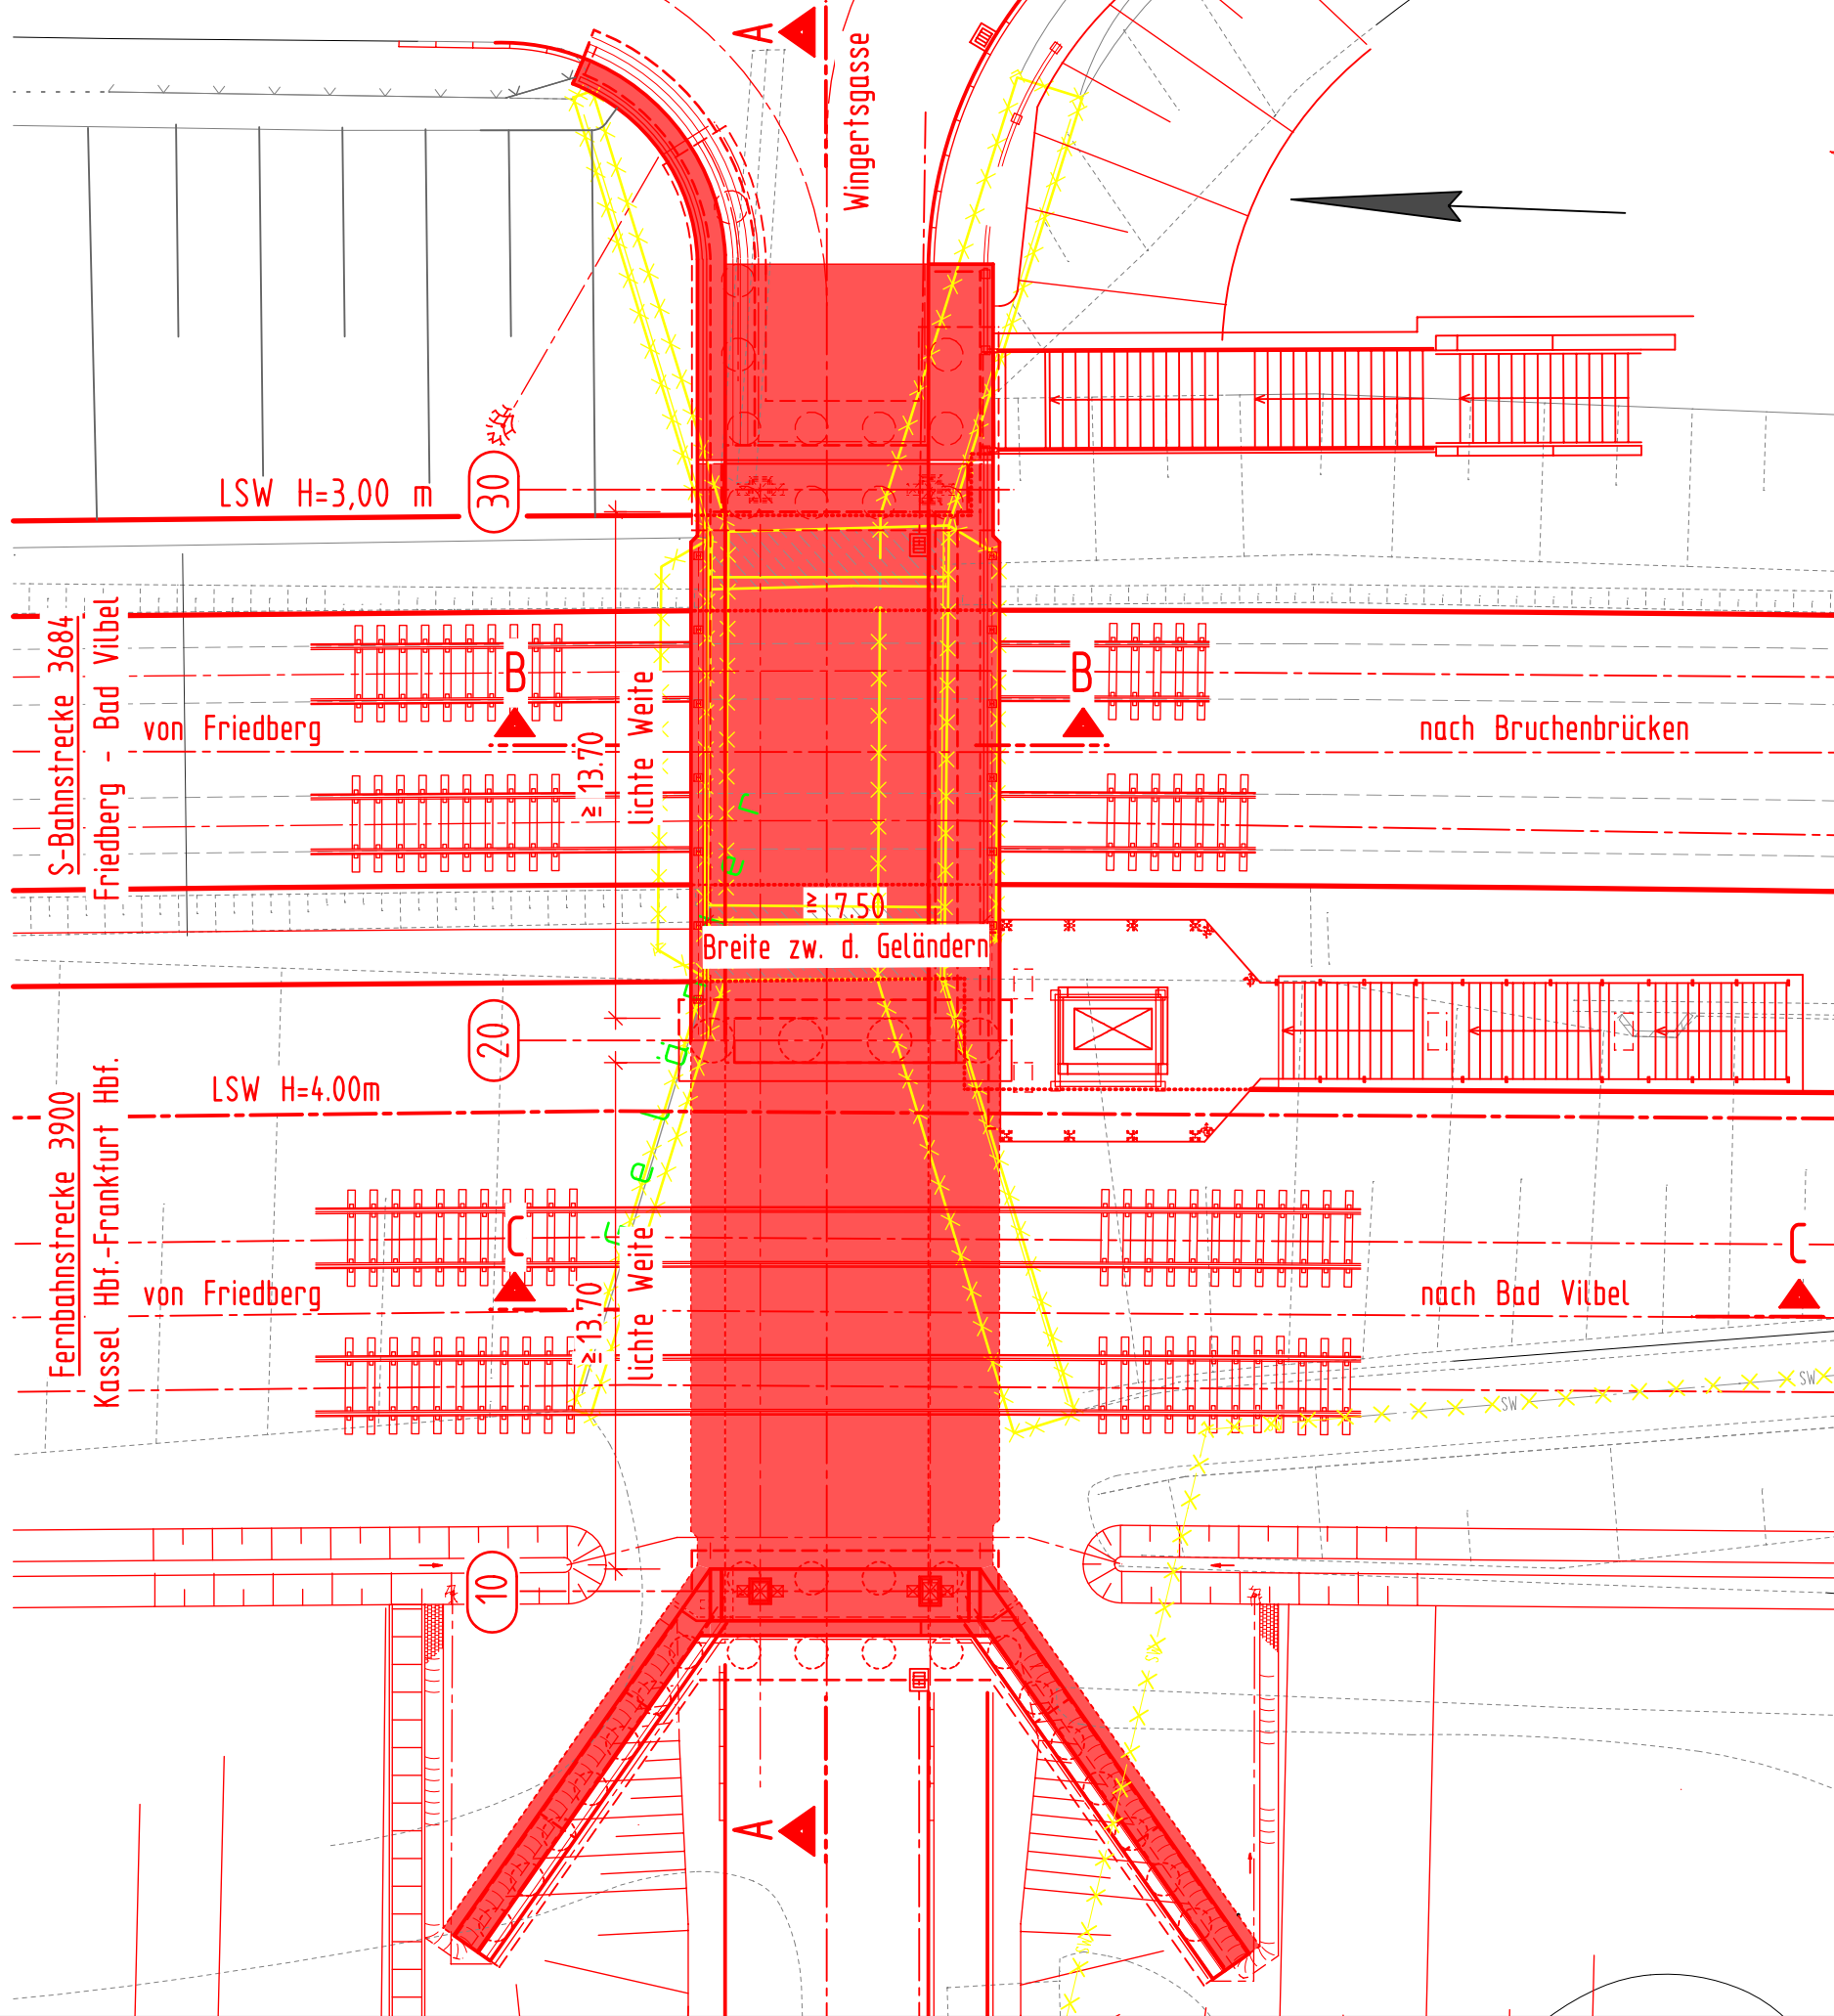 A
Wingertsgasse
LSW H=3,00 m
30
S-Bahnstrecke 3684
Friedberg - Bad Vilbel
B
B
von Friedberg
nach Bruchenbrücken
≥ 13.70
Lichte Weite
≥ 7.50
Breite zw. d. Geländern
20
LSW H=4.00m
Fernbahnstrecke 3900
Kassel Hbf.-Frankfurt Hbf.
C
C
von Friedberg
nach Bad Vilbel
≥ 13.70
Lichte Weite
SW
SW
10
A